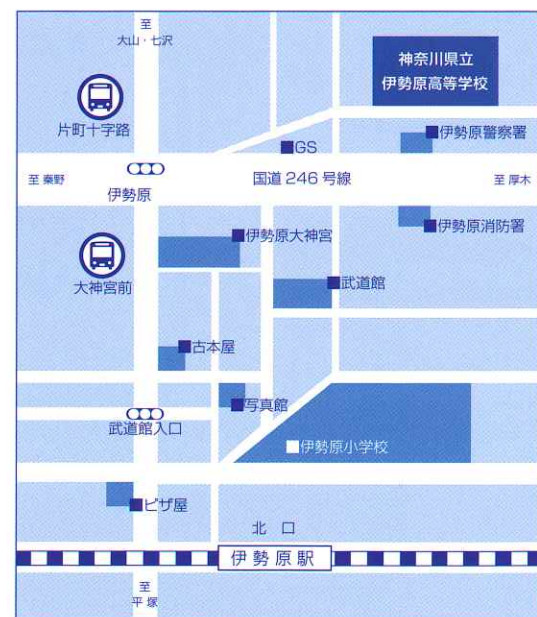 至
大山・七沢
神奈川県立
伊勢原高等学校
片町十字路
GS
伊勢原警察署
至 秦野
伊勢原
国道246号線
至 厚木
伊勢原大神宮
伊勢原消防署
大神宮前
武道館
古本屋
写真館
武道館入口
伊勢原小学校
ピザ屋
北 口
伊勢原駅
至
平塚